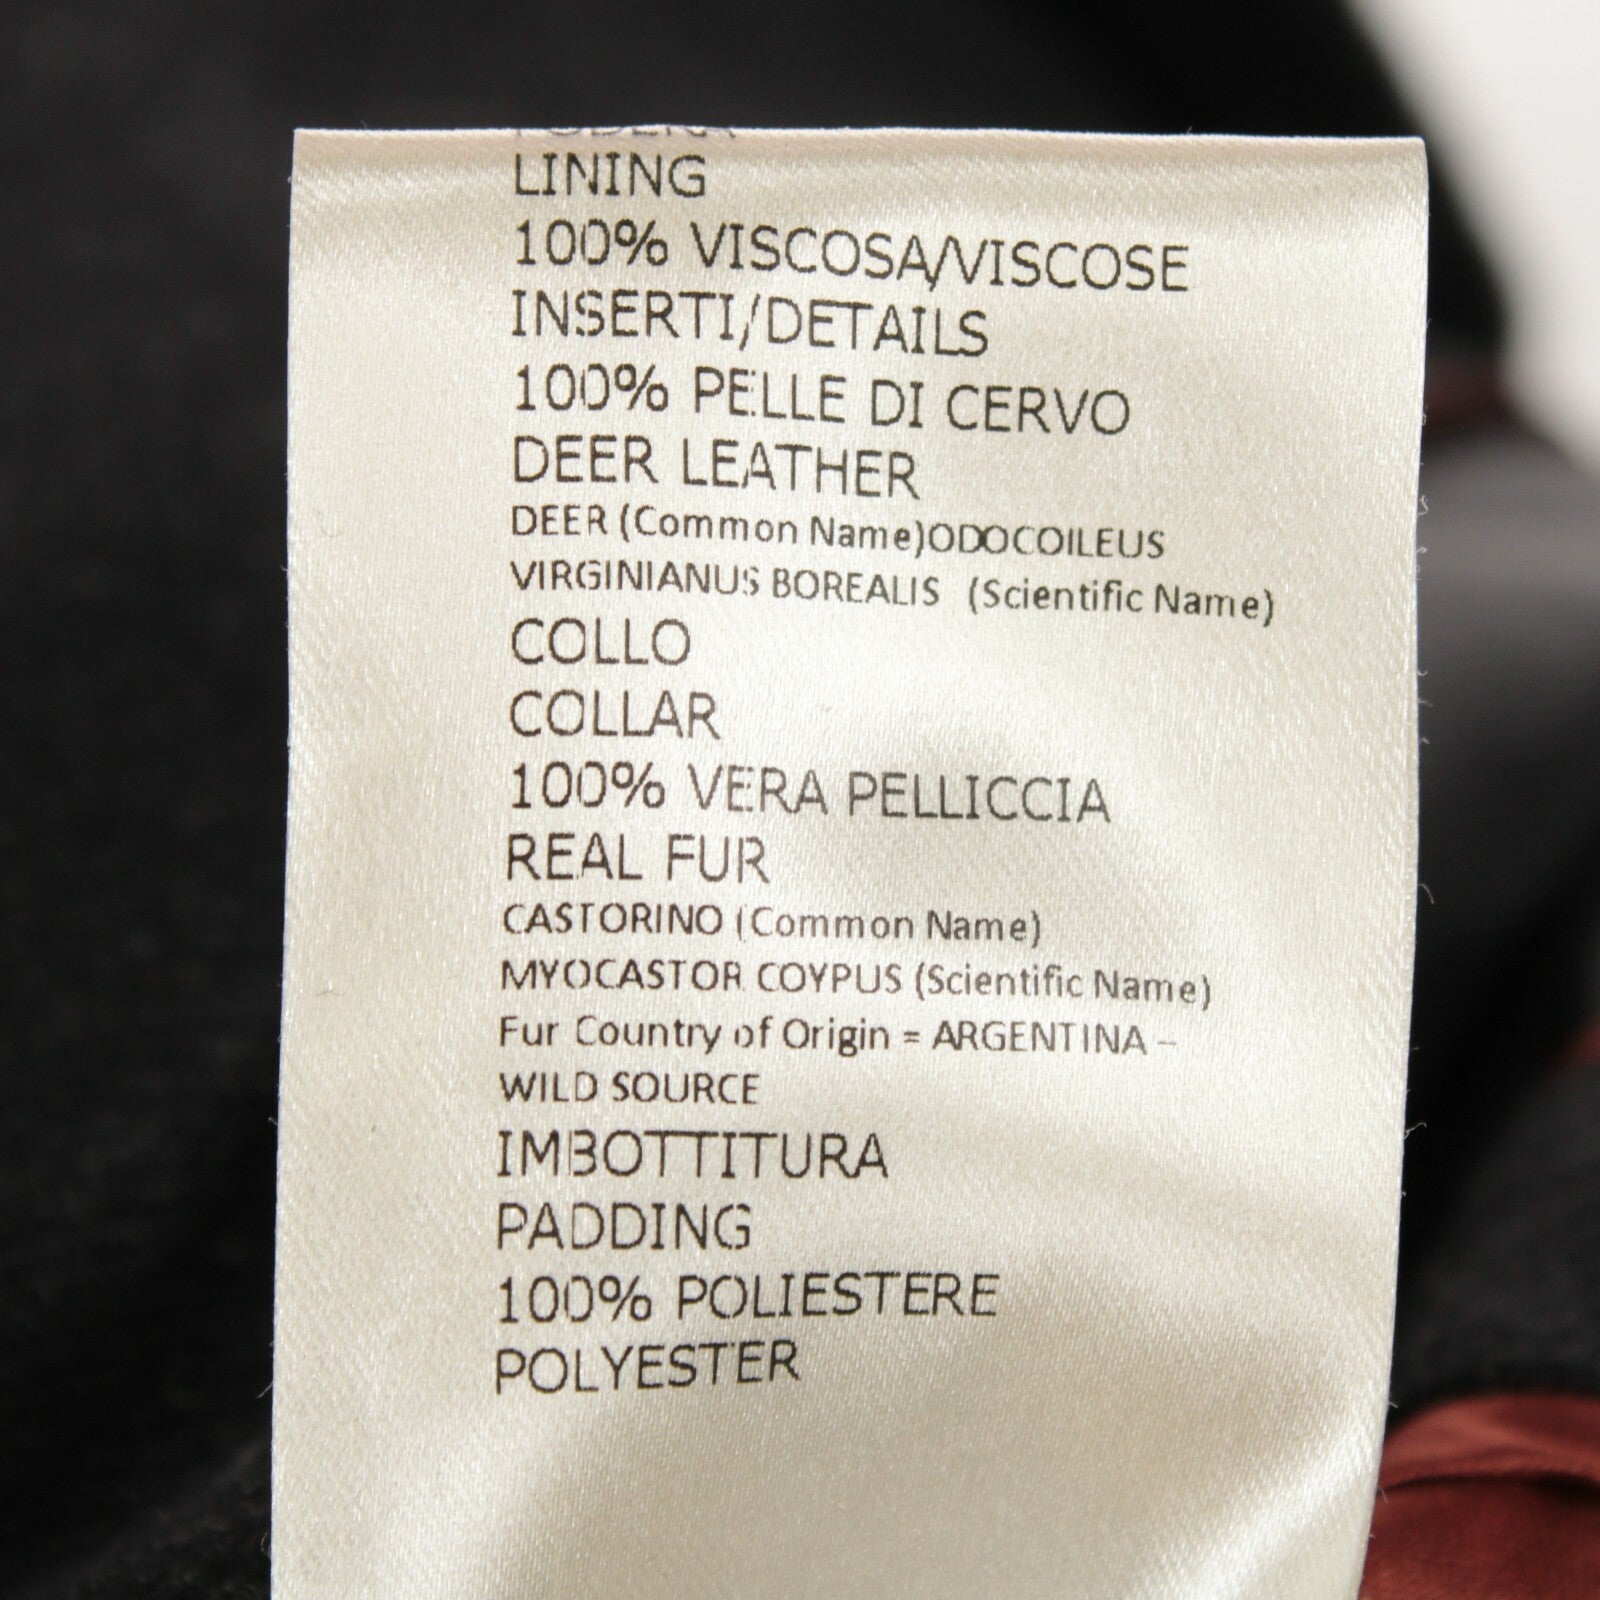 LINING
100% VISCOSA/VISCOSE
INSERTI/DETAILS
100% PELLE DI CERVO
DEER LEATHER
DEER (Common Name)ODOCOILEUS
VIRGINIANUS BOREALIS (Scientific Name)
COLLO
COLLAR
100% VERA PELLICCIA
REAL FUR
CASTORINO (Common Name)
MYOCASTOR COYPUS (Scientific Name)
Fur Country of Origin = ARGENTINA –
WILD SOURCE
IMBOTTITURA
PADDING
100% POLIESTERE
POLYESTER